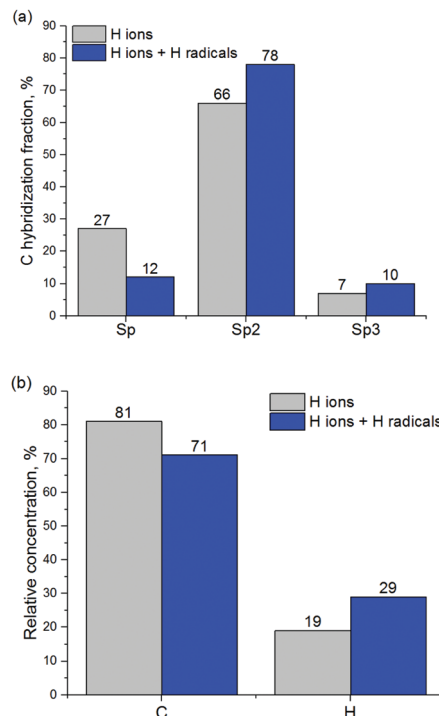 (a)
H ions
H ions + H radicals
C hybridization fraction, %
90
80
70
60
50
40
30
20
10
0
27
12
66
78
7
10
Sp
Sp2
Sp3
(b)
H ions
H ions + H radicals
Relative concentration, %
90
80
70
60
50
40
30
20
10
0
81
71
19
29
C
H